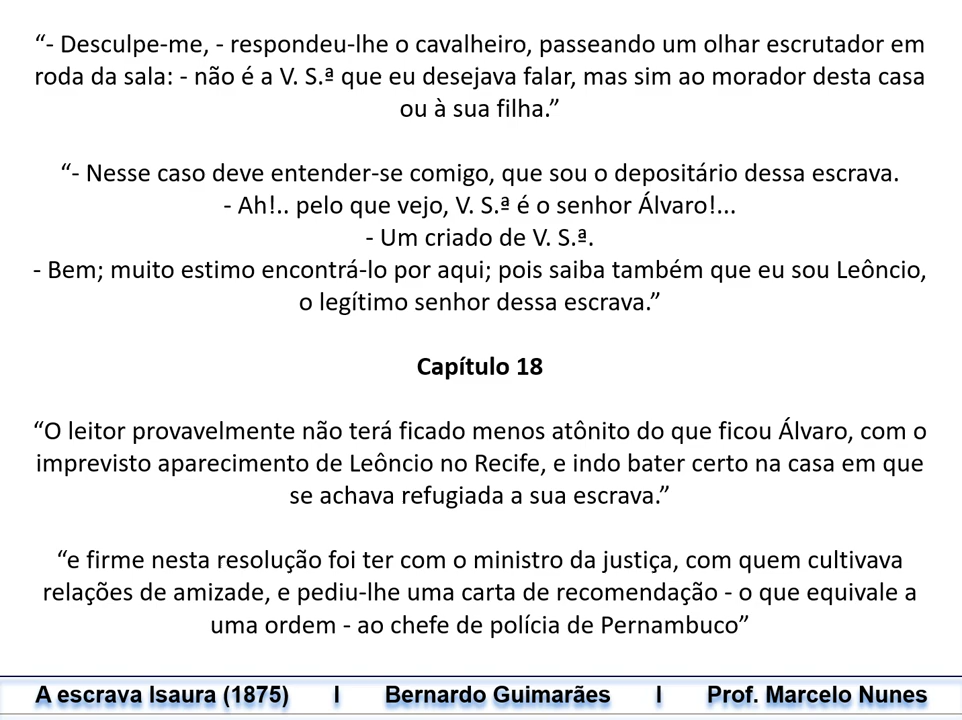 “- Desculpe-me, - respondeu-lhe o cavalheiro, passeando um olhar escrutador em
roda da sala: - não é a V. S.ª que eu desejava falar, mas sim ao morador desta casa
ou à sua filha.”
“- Nesse caso deve entender-se comigo, que sou o depositário dessa escrava.
- Ah!.. pelo que vejo, V. S.ª é o senhor Álvaro!...
- Um criado de V. S.ª.
- Bem; muito estimo encontrá-lo por aqui; pois saiba também que eu sou Leôncio,
o legítimo senhor dessa escrava.”
Capítulo 18
“O leitor provavelmente não terá ficado menos atônito do que ficou Álvaro, com o
imprevisto aparecimento de Leôncio no Recife, e indo bater certo na casa em que
se achava refugiada a sua escrava.”
“e firme nesta resolução foi ter com o ministro da justiça, com quem cultivava
relações de amizade, e pediu-lhe uma carta de recomendação - o que equivale a
uma ordem - ao chefe de polícia de Pernambuco”
A escrava Isaura (1875) I Bernardo Guimarães I Prof. Marcelo Nunes